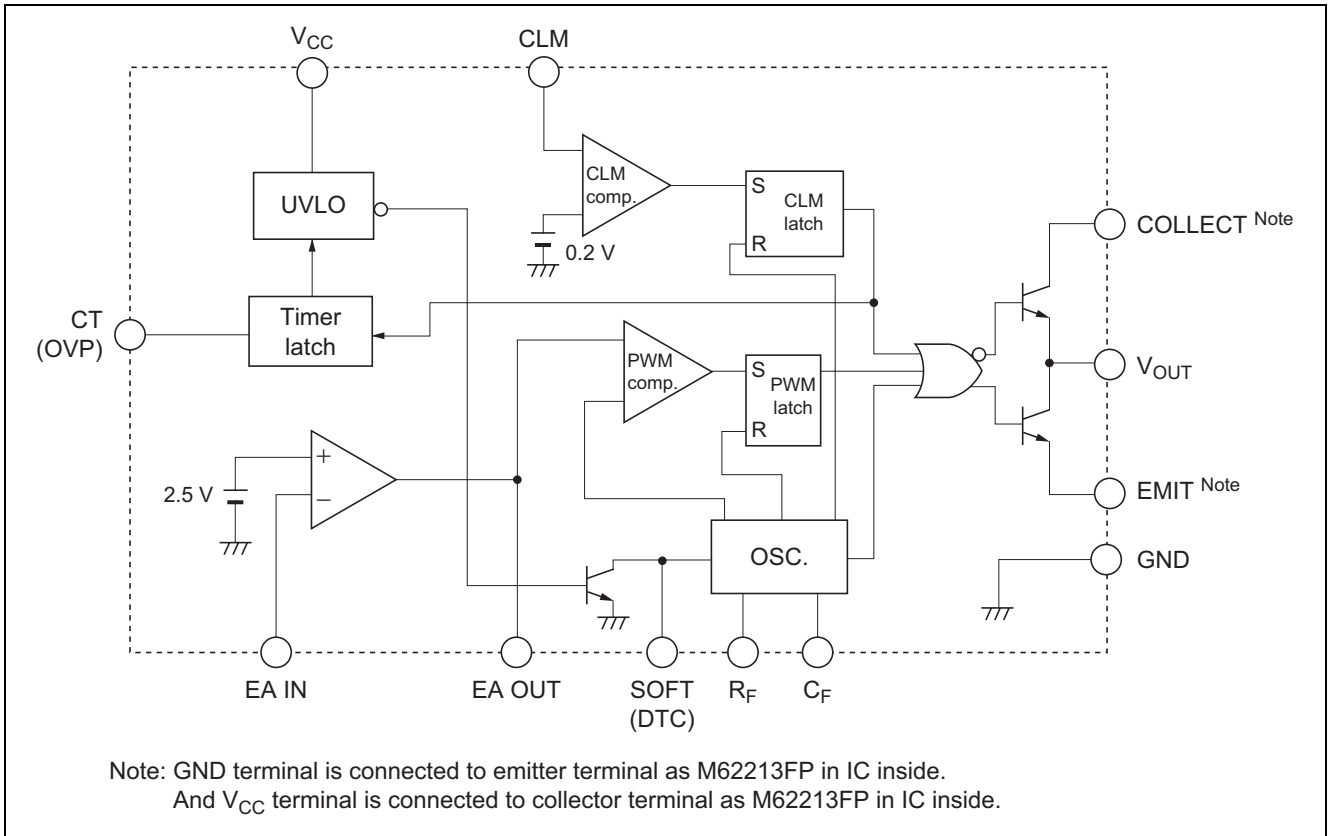 VCC
CLM
UVLO
CLM
comp.
0.2 V
S
CLM
latch
R
COLLECT Note
CT
(OVP)
Timer
latch
PWM
comp.
S
PWM
latch
R
VOUT
2.5 V
+
−
EMIT Note
OSC.
GND
EA IN
EA OUT
SOFT
(DTC)
RF
CF
Note: GND terminal is connected to emitter terminal as M62213FP in IC inside.
And VCC terminal is connected to collector terminal as M62213FP in IC inside.